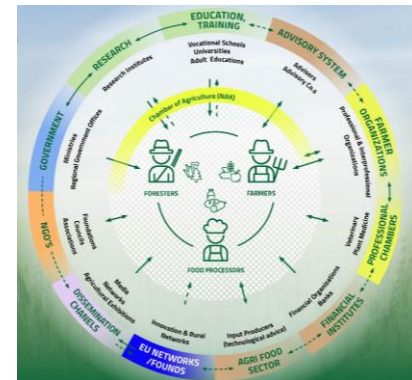 EDUCATION,
TRAINING
ADVISORY SYSTEM
FARMER
ORGANIZATIONS
PROFESSIONAL
CHAMBERS
FINANCIAL
INSTITUTES
AGRI FOOD
SECTOR
EU NETWORKS
/FOUNDS
DISSEMINATION
CHANNELS
NGO'S
GOVERNMENT
RESEARCH
Vocational Schools
Universities
Adult Educations
Advisors
Advisory Co.s
Professional & Interprofessional
Organizations
Veterinary
Plant Medicine
Financial Organizations
Banks
Input Producers
(technological advice)
Innovation & Rural
Networks
Media
Networks
Agricultural Exhibitions
Foundations
Councils
Associations
Ministries
Regional Government Offices
Research Institutes
Chamber of Agriculture (NAK)
FORESTERS
FARMERS
FOOD PROCESSORS